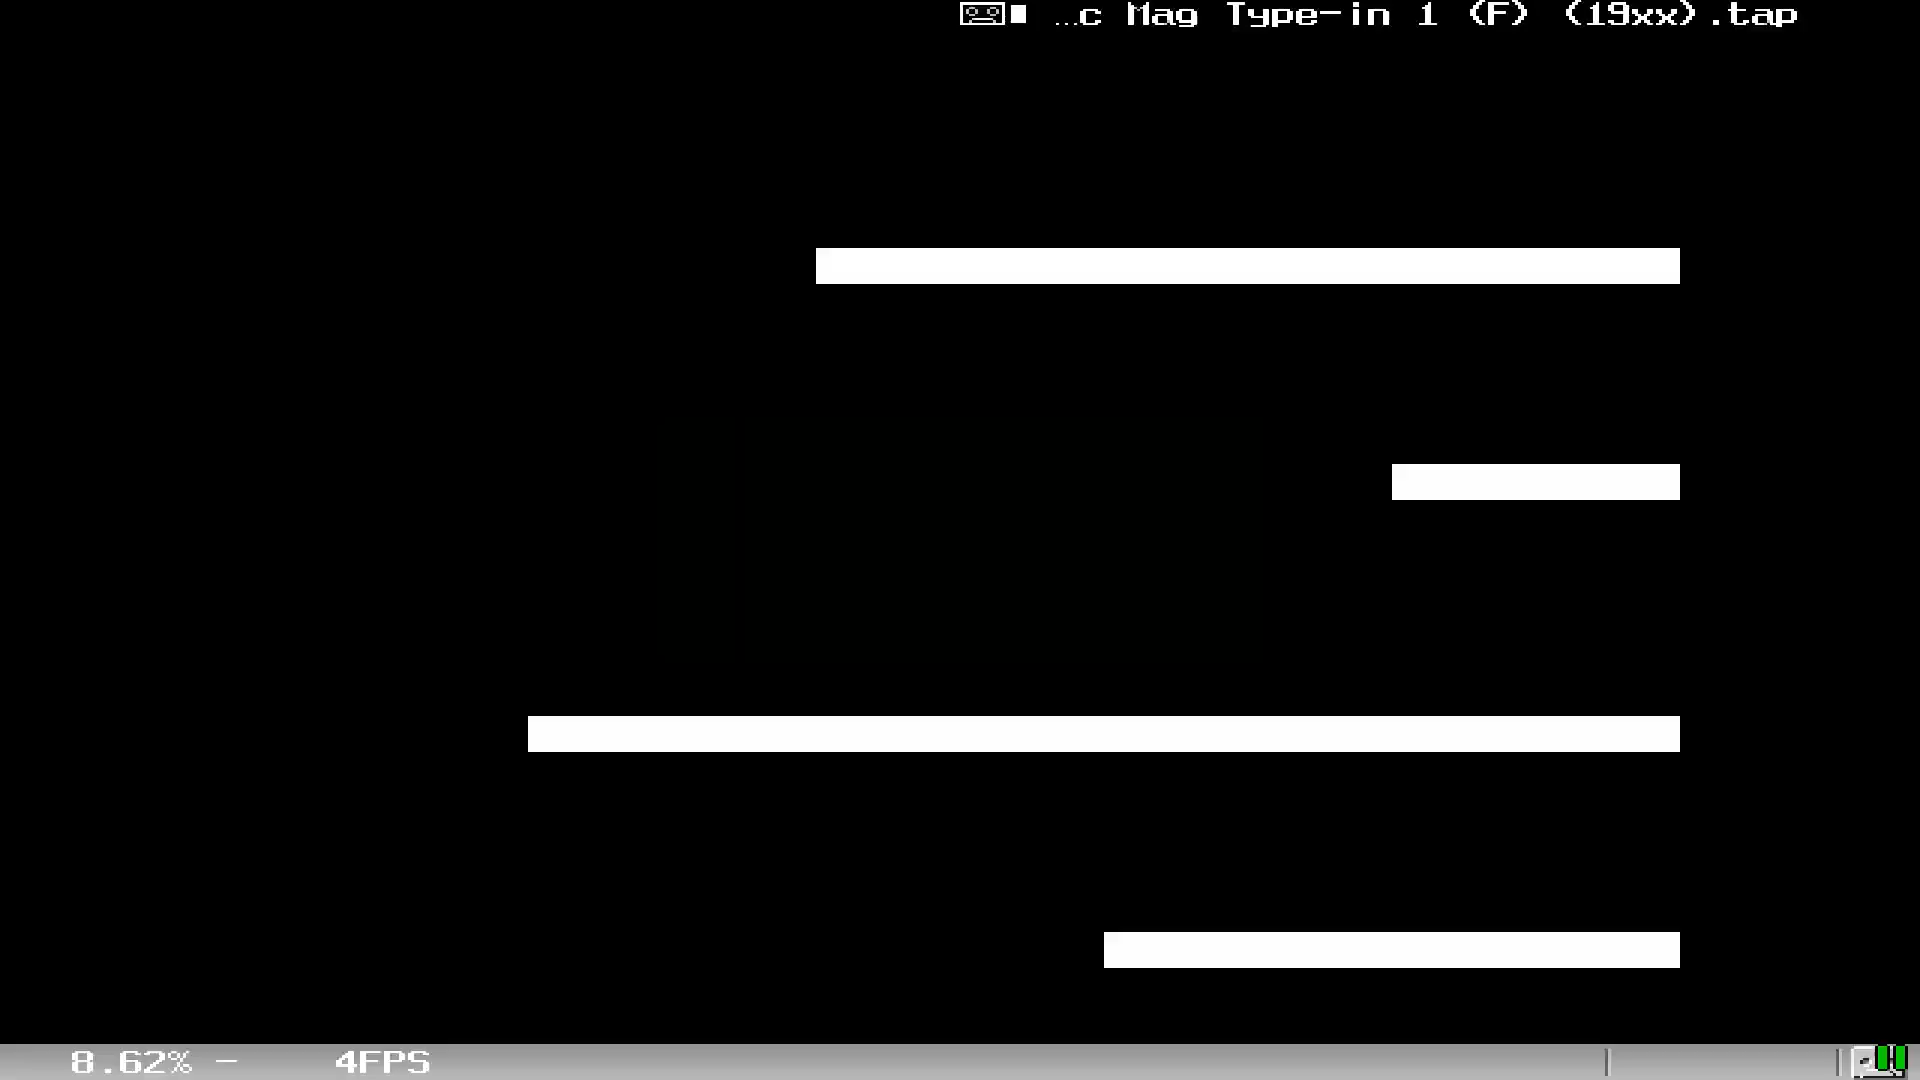 …c Mag Type-in 1 (F) (19xx).tap
8.62% - 4FPS